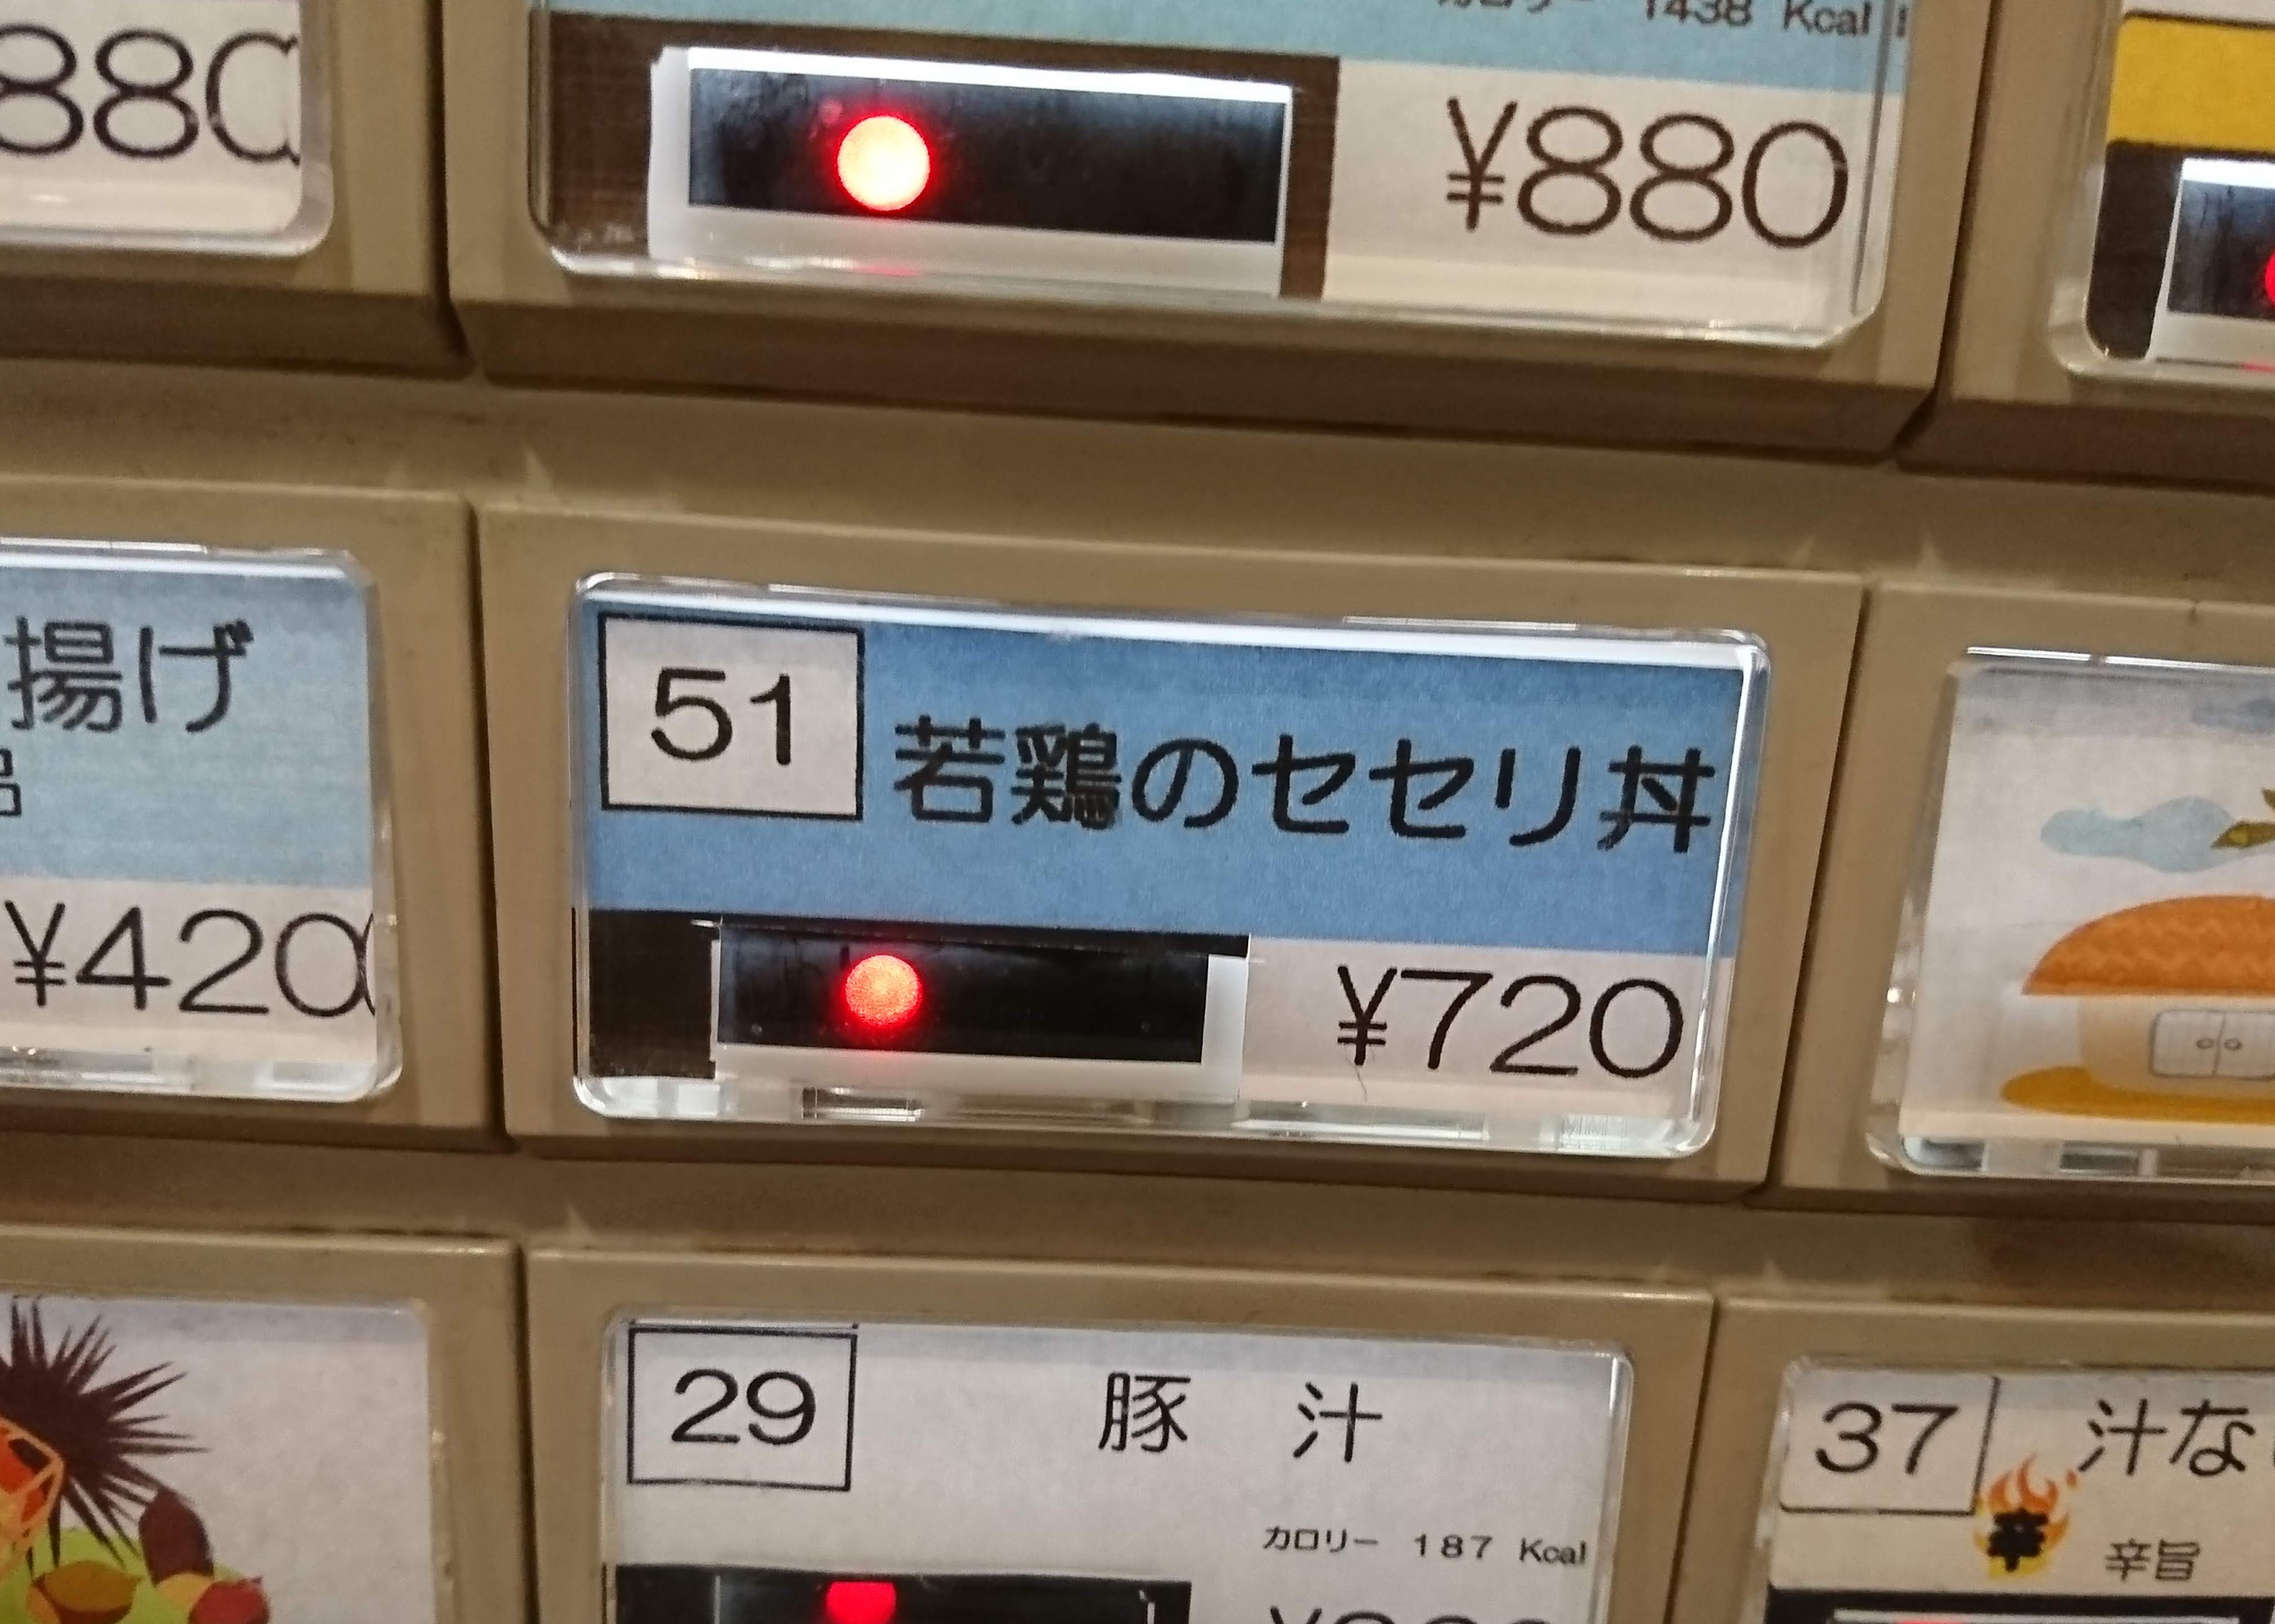 カロリー 1438 Kcal
880
¥880
揚げ
¥420
51
若鶏のセセリ丼
¥720
29
豚 汁
カロリー 187 Kcal
37
汁な
辛
辛旨